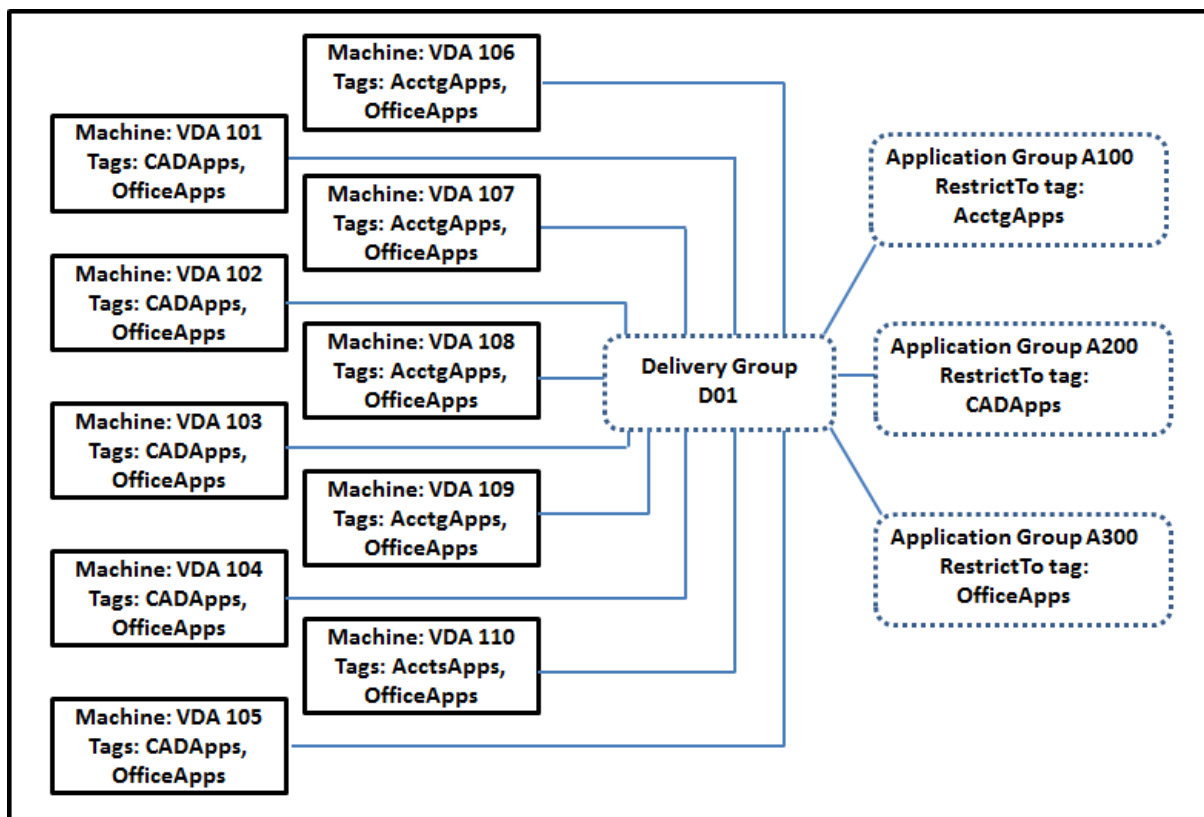 Machine: VDA 101
Tags: CADApps,
OfficeApps
Machine: VDA 102
Tags: CADApps,
OfficeApps
Machine: VDA 103
Tags: CADApps,
OfficeApps
Machine: VDA 104
Tags: CADApps,
OfficeApps
Machine: VDA 105
Tags: CADApps,
OfficeApps
Machine: VDA 106
Tags: AcctgApps,
OfficeApps
Machine: VDA 107
Tags: AcctgApps,
OfficeApps
Machine: VDA 108
Tags: AcctgApps,
OfficeApps
Machine: VDA 109
Tags: AcctgApps,
OfficeApps
Machine: VDA 110
Tags: AcctsApps,
OfficeApps
Delivery Group
D01
Application Group A100
RestrictTo tag:
AcctgApps
Application Group A200
RestrictTo tag:
CADApps
Application Group A300
RestrictTo tag:
OfficeApps